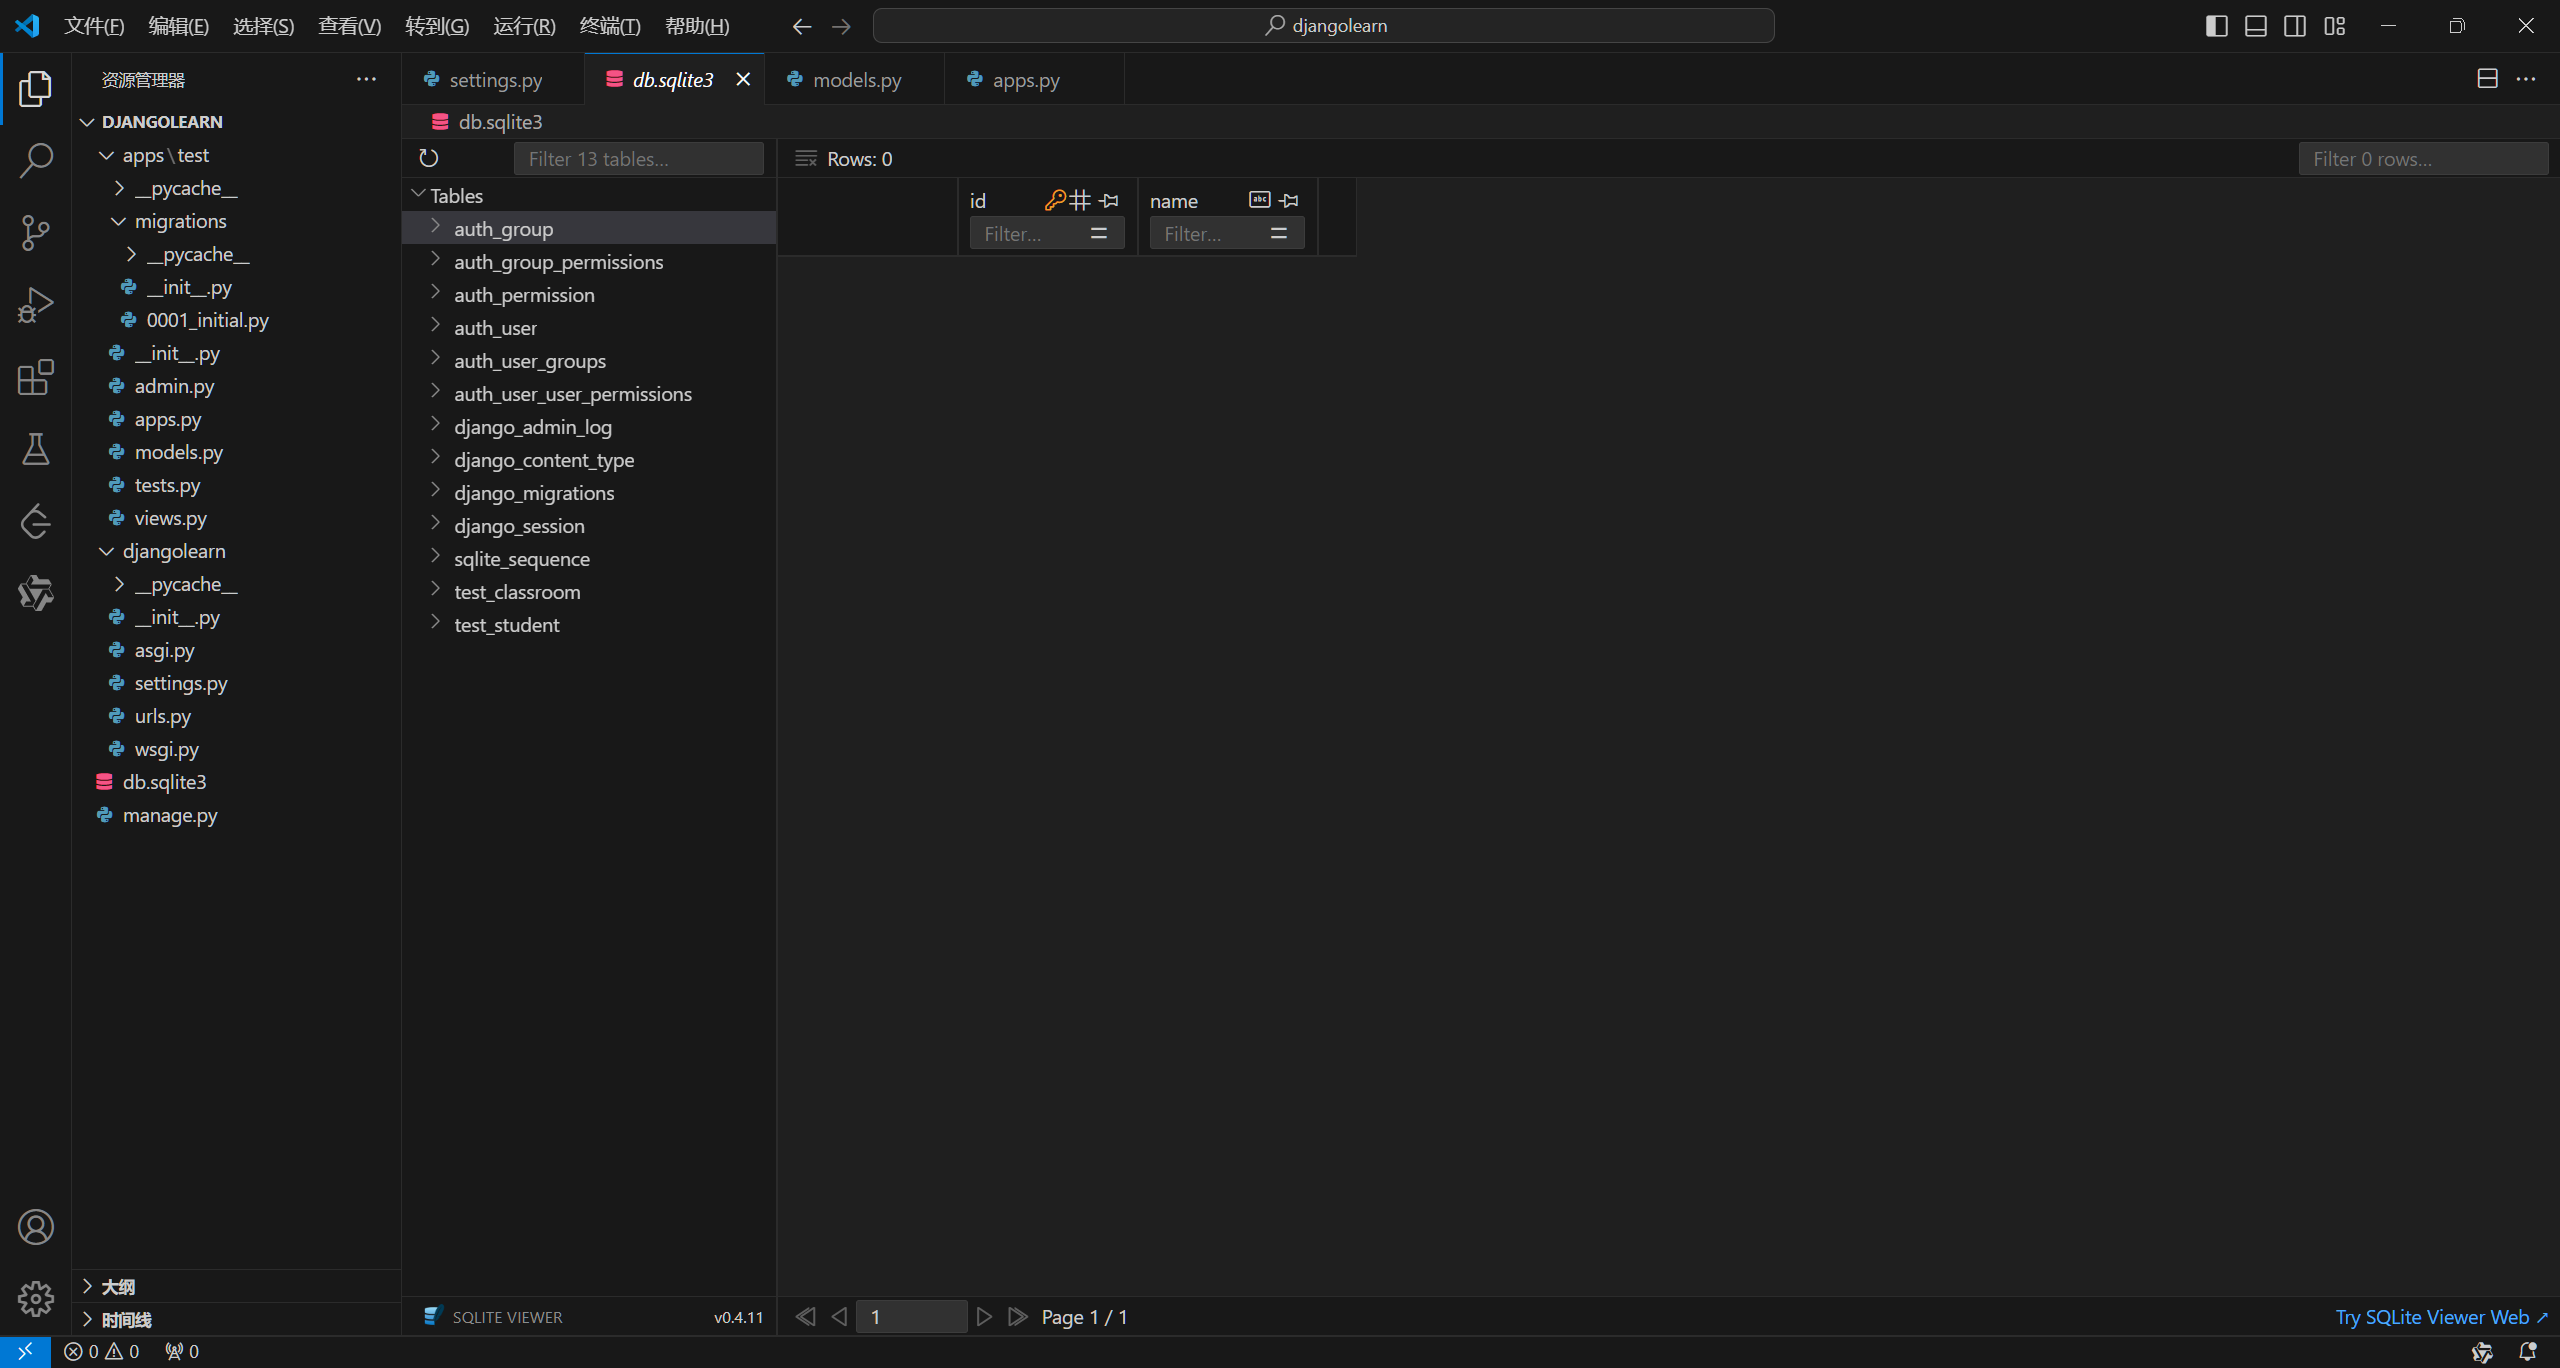 文件(F) 编辑(E) 选择(S) 查看(V) 转到(G) 运行(R) 终端(T) 帮助(H)
djangolearn
资源管理器
settings.py
db.sqlite3
models.py
apps.py
DJANGOLEARN
apps\test
__pycache__
migrations
__pycache__
__init__.py
0001_initial.py
__init__.py
admin.py
apps.py
models.py
tests.py
views.py
djangolearn
__pycache__
__init__.py
asgi.py
settings.py
urls.py
wsgi.py
db.sqlite3
manage.py
大纲
时间线
db.sqlite3
Filter 13 tables...
Tables
auth_group
auth_group_permissions
auth_permission
auth_user
auth_user_groups
auth_user_user_permissions
django_admin_log
django_content_type
django_migrations
django_session
sqlite_sequence
test_classroom
test_student
SQLITE VIEWER v0.4.11
Rows: 0
Filter 0 rows...
id
name
abc
Filter...
Filter...
1
Page 1 / 1
Try SQLite Viewer Web ↗
0 0 0